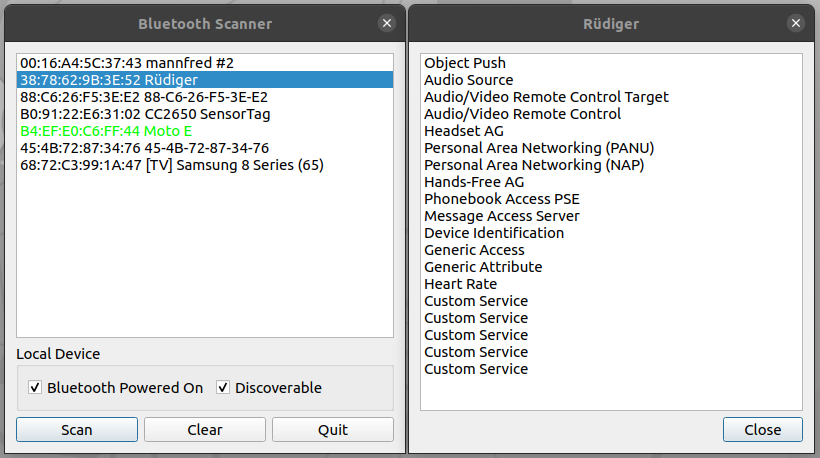 Bluetooth Scanner
00:16:A4:5C:37:43 mannfred #2
38:78:62:9B:3E:52 Rüdiger
88:C6:26:F5:3E:E2 88-C6-26-F5-3E-E2
B0:91:22:E6:31:02 CC2650 SensorTag
B4:EF:E0:C6:FF:44 Moto E
45:4B:72:87:34:76 45-4B-72-87-34-76
68:72:C3:99:1A:47 [TV] Samsung 8 Series (65)
Local Device
Bluetooth Powered On Discoverable
Scan Clear Quit
Rüdiger
Object Push
Audio Source
Audio/Video Remote Control Target
Audio/Video Remote Control
Headset AG
Personal Area Networking (PANU)
Personal Area Networking (NAP)
Hands-Free AG
Phonebook Access PSE
Message Access Server
Device Identification
Generic Access
Generic Attribute
Heart Rate
Custom Service
Custom Service
Custom Service
Custom Service
Custom Service
Close